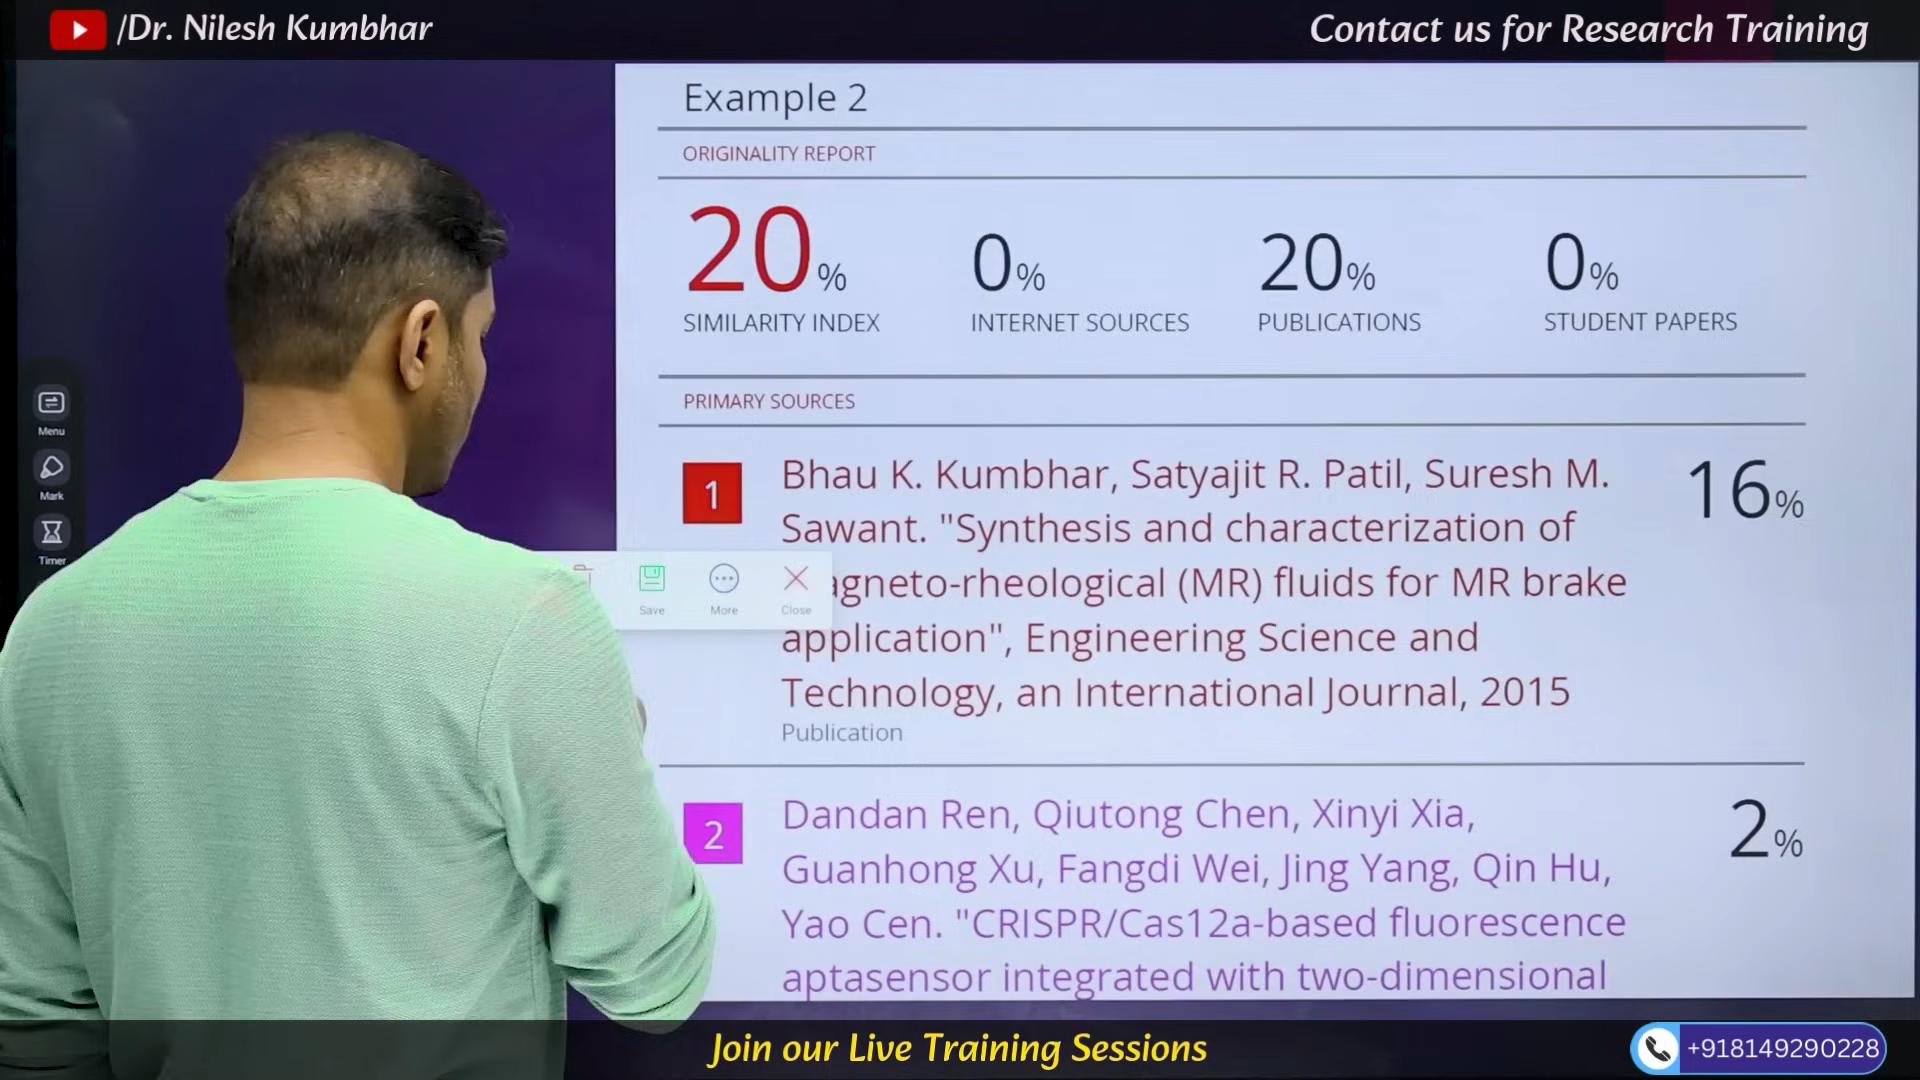 /Dr. Nilesh Kumbhar
Contact us for Research Training
Example 2
ORIGINALITY REPORT
20%
SIMILARITY INDEX
0%
INTERNET SOURCES
20%
PUBLICATIONS
0%
STUDENT PAPERS
PRIMARY SOURCES
1
Bhau K. Kumbhar, Satyajit R. Patil, Suresh M.
Sawant. "Synthesis and characterization of
agneto-rheological (MR) fluids for MR brake
application", Engineering Science and
Technology, an International Journal, 2015
Publication
16%
2
Dandan Ren, Qiutong Chen, Xinyi Xia,
Guanhong Xu, Fangdi Wei, Jing Yang, Qin Hu,
Yao Cen. "CRISPR/Cas12a-based fluorescence
aptasensor integrated with two-dimensional
2%
Menu
Mark
Timer
Save
More
Close
Join our Live Training Sessions
+918149290228